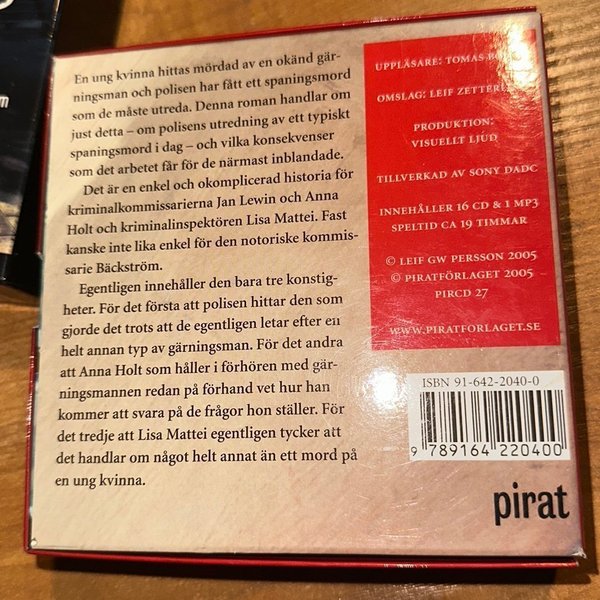 En ung kvinna hittas mördad av en okänd gär-
ningsman och polisen har fått ett spaningsmord
som de måste utreda. Denna roman handlar om
just detta – om polisens utredning av ett typiskt
spaningsmord i dag – och vilka konsekvenser
som det arbetet får för de närmast inblandade.
Det är en enkel och okomplicerad historia för
kriminalkommissarierna Jan Lewin och Anna
Holt och kriminalinspektören Lisa Mattei. Fast
kanske inte lika enkel för den notoriske kommis-
sarie Bäckström.
Egentligen innehåller den bara tre konstig-
heter. För det första att polisen hittar den som
gjorde det trots att de egentligen letar efter en
helt annan typ av gärningsman. För det andra
att Anna Holt som håller i förhören med gär-
ningsmannen redan på förhand vet hur han
kommer att svara på de frågor hon ställer. För
det tredje att Lisa Mattei egentligen tycker att
det handlar om något helt annat än ett mord på
en ung kvinna.
UPPLÄSARE: TOMAS
OMSLAG: LEIF
PRODUKTION:
VISUELLT LJUD
TILLVERKAD AV SONY DADC
INNEHÅLLER 16 CD & 1 MP3
SPELTID CA 19 TIMMAR
© LEIF GW PERSSON 2005
© PIRATFÖRLAGET 2005
PIRCD 27
WWW.PIRATFORLAGET.SE
ISBN 91-642-2040-0
9 789164 220400
pirat